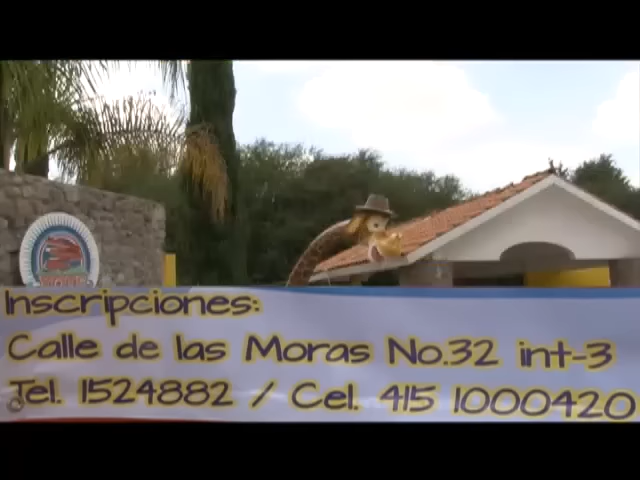 Inscripciones:
Calle de las Moras No.32 int-3
Tel. 1524882 / Cel. 415 1000420